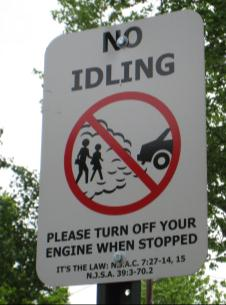 NO
IDLING
PLEASE TURN OFF YOUR
ENGINE WHEN STOPPED
IT'S THE LAW: N.J.A.C. 7:27-14, 15
N.J.S.A. 39:3-70.2